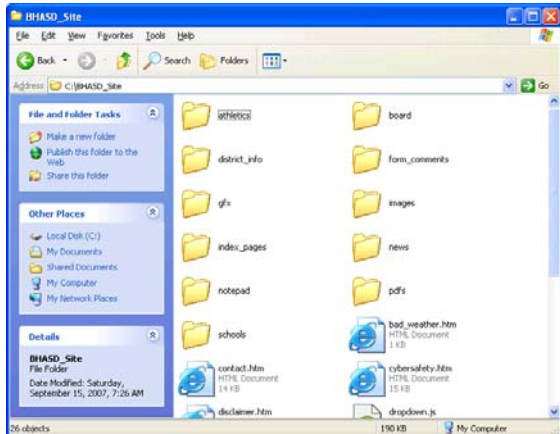 BHASD_Site
File Edit View Favorites Tools Help
Back Search Folders
Address C:\BHASD_Site Go
File and Folder Tasks
Make a new folder
Publish this folder to the
Web
Share this folder
Other Places
Local Disk (C:)
My Documents
Shared Documents
My Computer
My Network Places
Details
BHASD_Site
File Folder
Date Modified: Saturday,
September 15, 2007, 7:26 AM
athletics board
district_info form_comments
gfx images
index_pages news
notepad pdfs
schools bad_weather.htm
HTML Document
1 KB
contact.htm cybersafety.htm
HTML Document HTML Document
14 KB 15 KB
disclaimer.htm dropdown.js
26 objects 190 KB My Computer